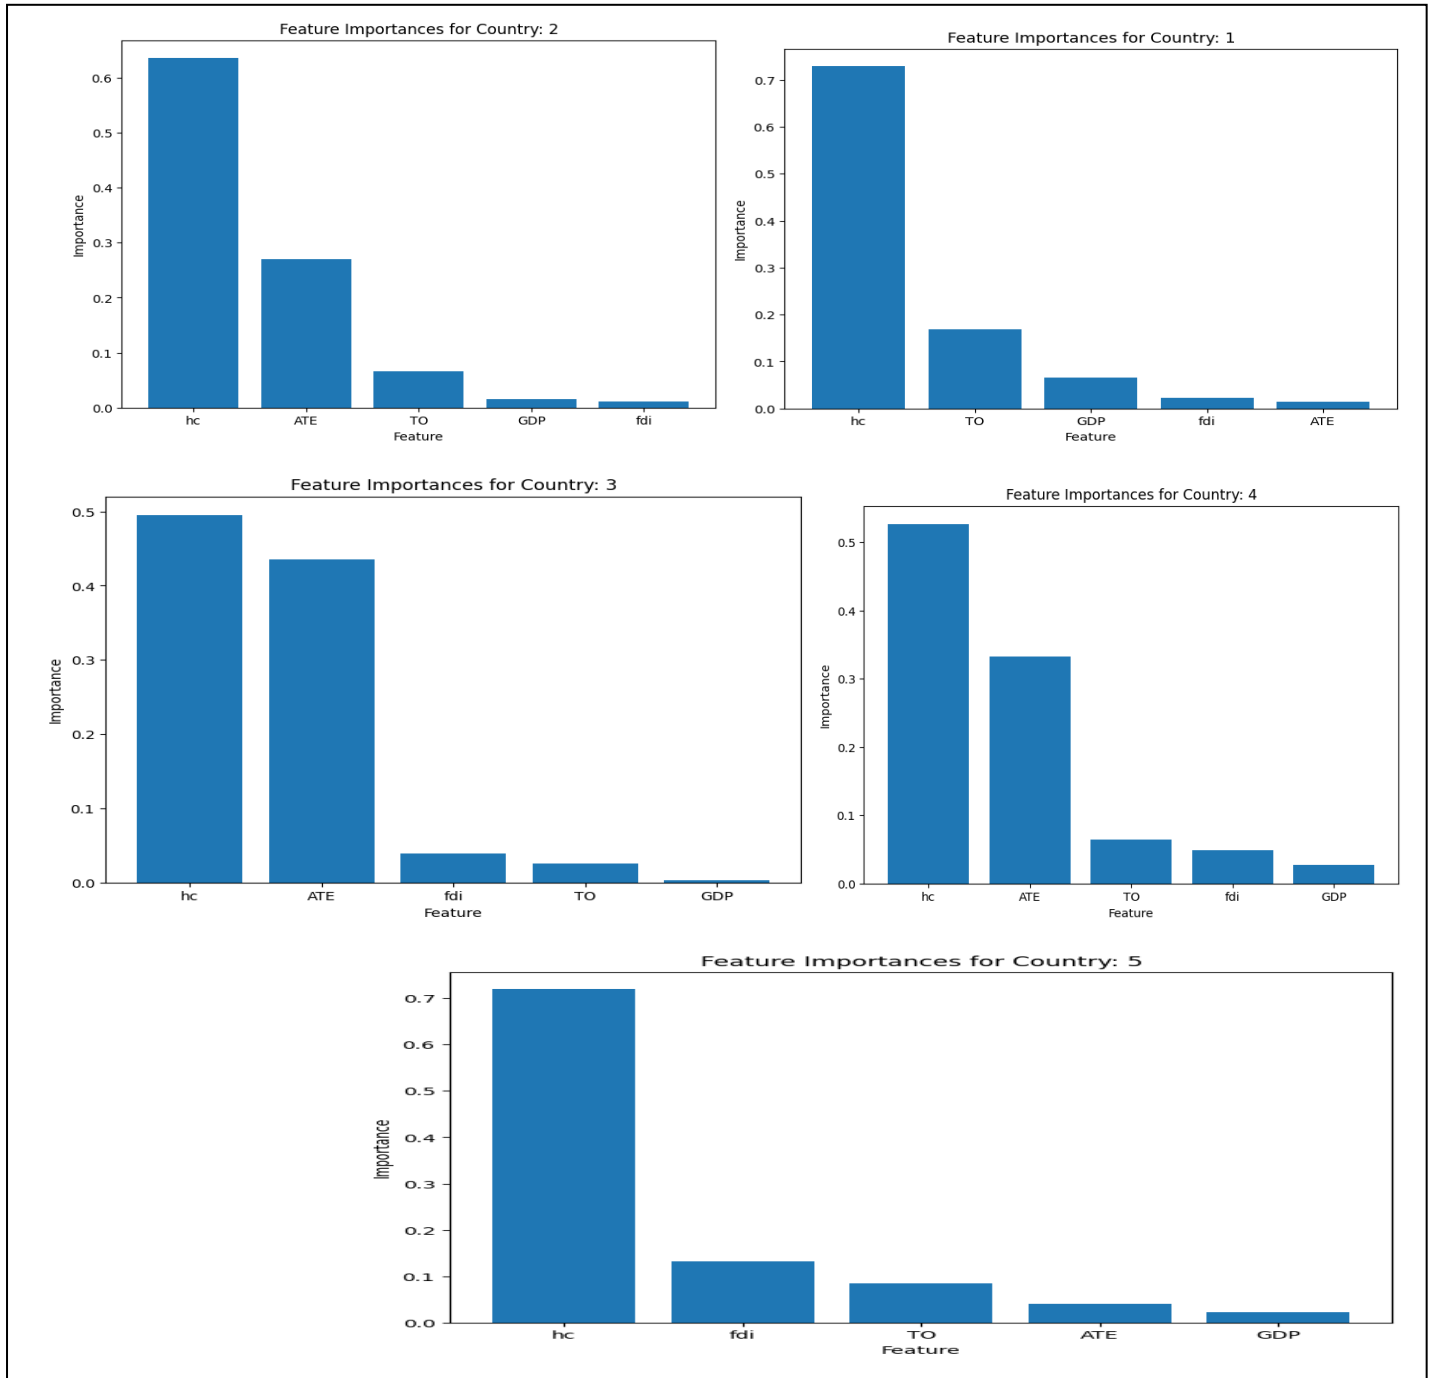 Feature Importances for Country: 2
0.6
0.5
0.4
0.3
0.2
0.1
0.0
Importance
hc ATE TO GDP fdi
Feature
Feature Importances for Country: 1
0.7
0.6
0.5
0.4
0.3
0.2
0.1
0.0
Importance
hc TO GDP fdi ATE
Feature
Feature Importances for Country: 3
0.5
0.4
0.3
0.2
0.1
0.0
Importance
hc ATE fdi TO GDP
Feature
Feature Importances for Country: 4
0.5
0.4
0.3
0.2
0.1
0.0
Importance
hc ATE TO fdi GDP
Feature
Feature Importances for Country: 5
0.7
0.6
0.5
0.4
0.3
0.2
0.1
0.0
Importance
hc fdi TO ATE GDP
Feature